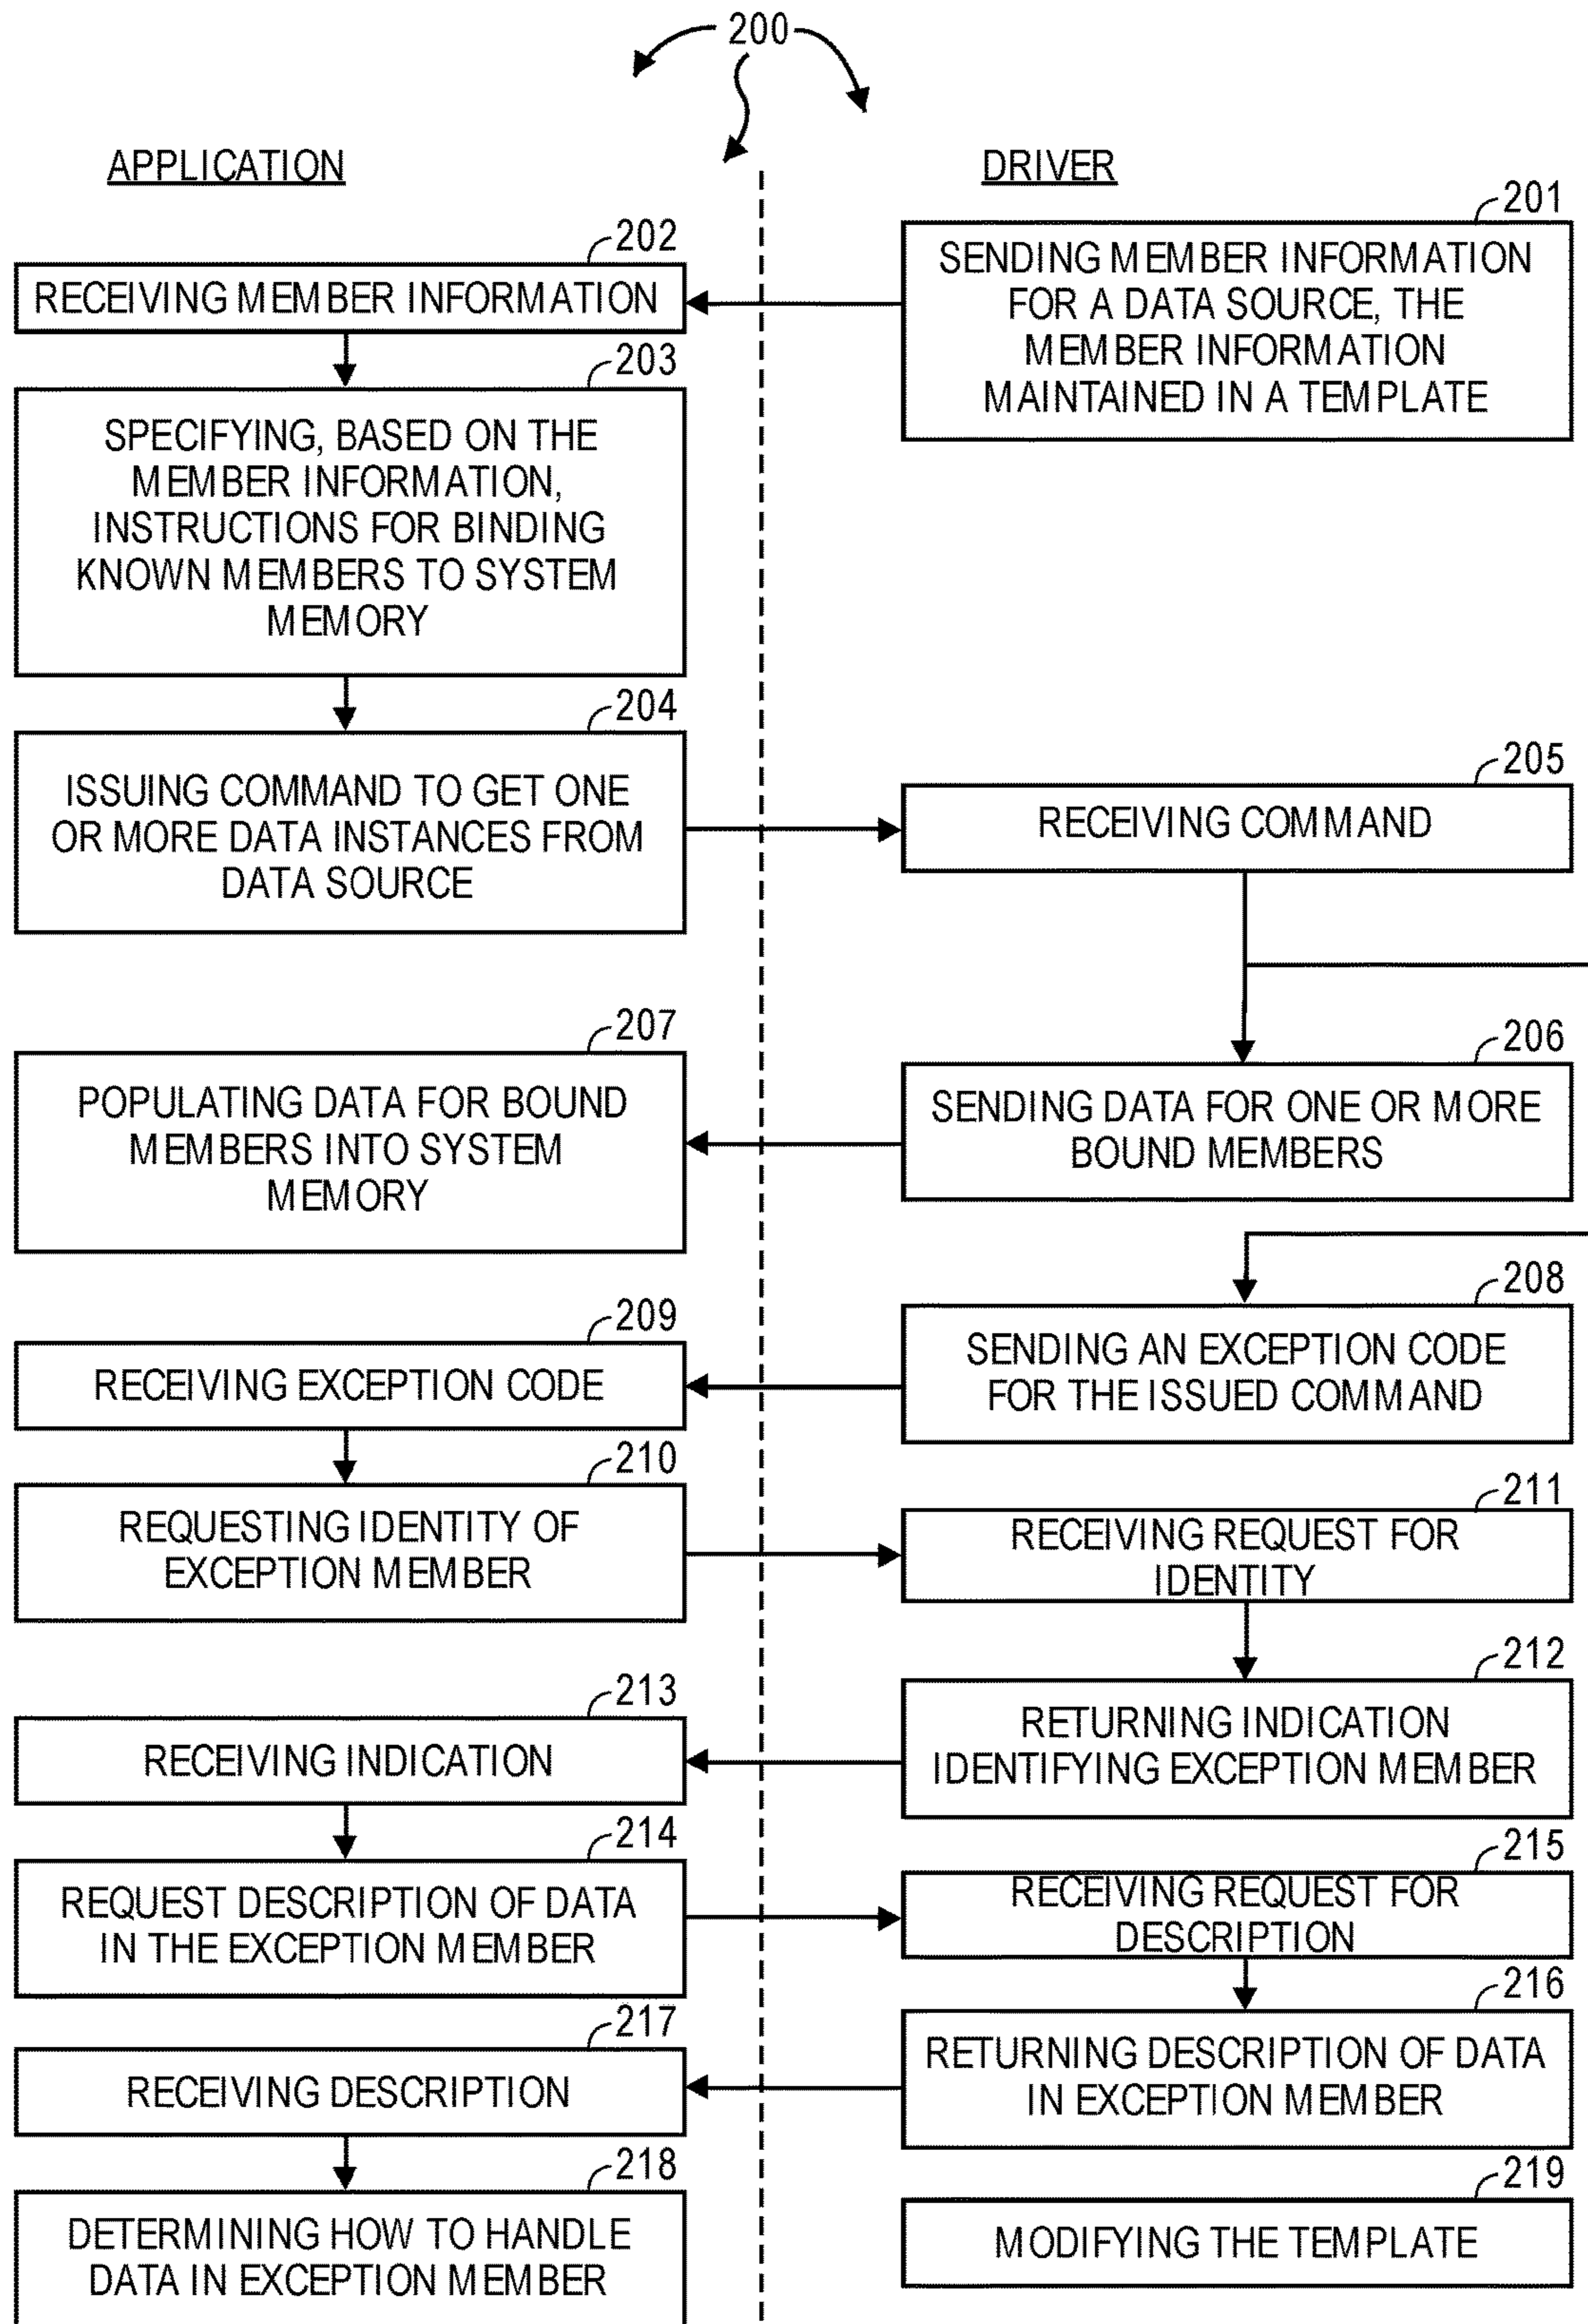 200
APPLICATION
DRIVER
201
SENDING MEMBER INFORMATION
FOR A DATA SOURCE, THE
MEMBER INFORMATION
MAINTAINED IN A TEMPLATE
202
RECEIVING MEMBER INFORMATION
203
SPECIFYING, BASED ON THE
MEMBER INFORMATION,
INSTRUCTIONS FOR BINDING
KNOWN MEMBERS TO SYSTEM
MEMORY
204
ISSUING COMMAND TO GET ONE
OR MORE DATA INSTANCES FROM
DATA SOURCE
205
RECEIVING COMMAND
206
SENDING DATA FOR ONE OR MORE
BOUND MEMBERS
207
POPULATING DATA FOR BOUND
MEMBERS INTO SYSTEM
MEMORY
208
SENDING AN EXCEPTION CODE
FOR THE ISSUED COMMAND
209
RECEIVING EXCEPTION CODE
210
REQUESTING IDENTITY OF
EXCEPTION MEMBER
211
RECEIVING REQUEST FOR
IDENTITY
212
RETURNING INDICATION
IDENTIFYING EXCEPTION MEMBER
213
RECEIVING INDICATION
214
REQUEST DESCRIPTION OF DATA
IN THE EXCEPTION MEMBER
215
RECEIVING REQUEST FOR
DESCRIPTION
216
RETURNING DESCRIPTION OF DATA
IN EXCEPTION MEMBER
217
RECEIVING DESCRIPTION
218
DETERMINING HOW TO HANDLE
DATA IN EXCEPTION MEMBER
219
MODIFYING THE TEMPLATE